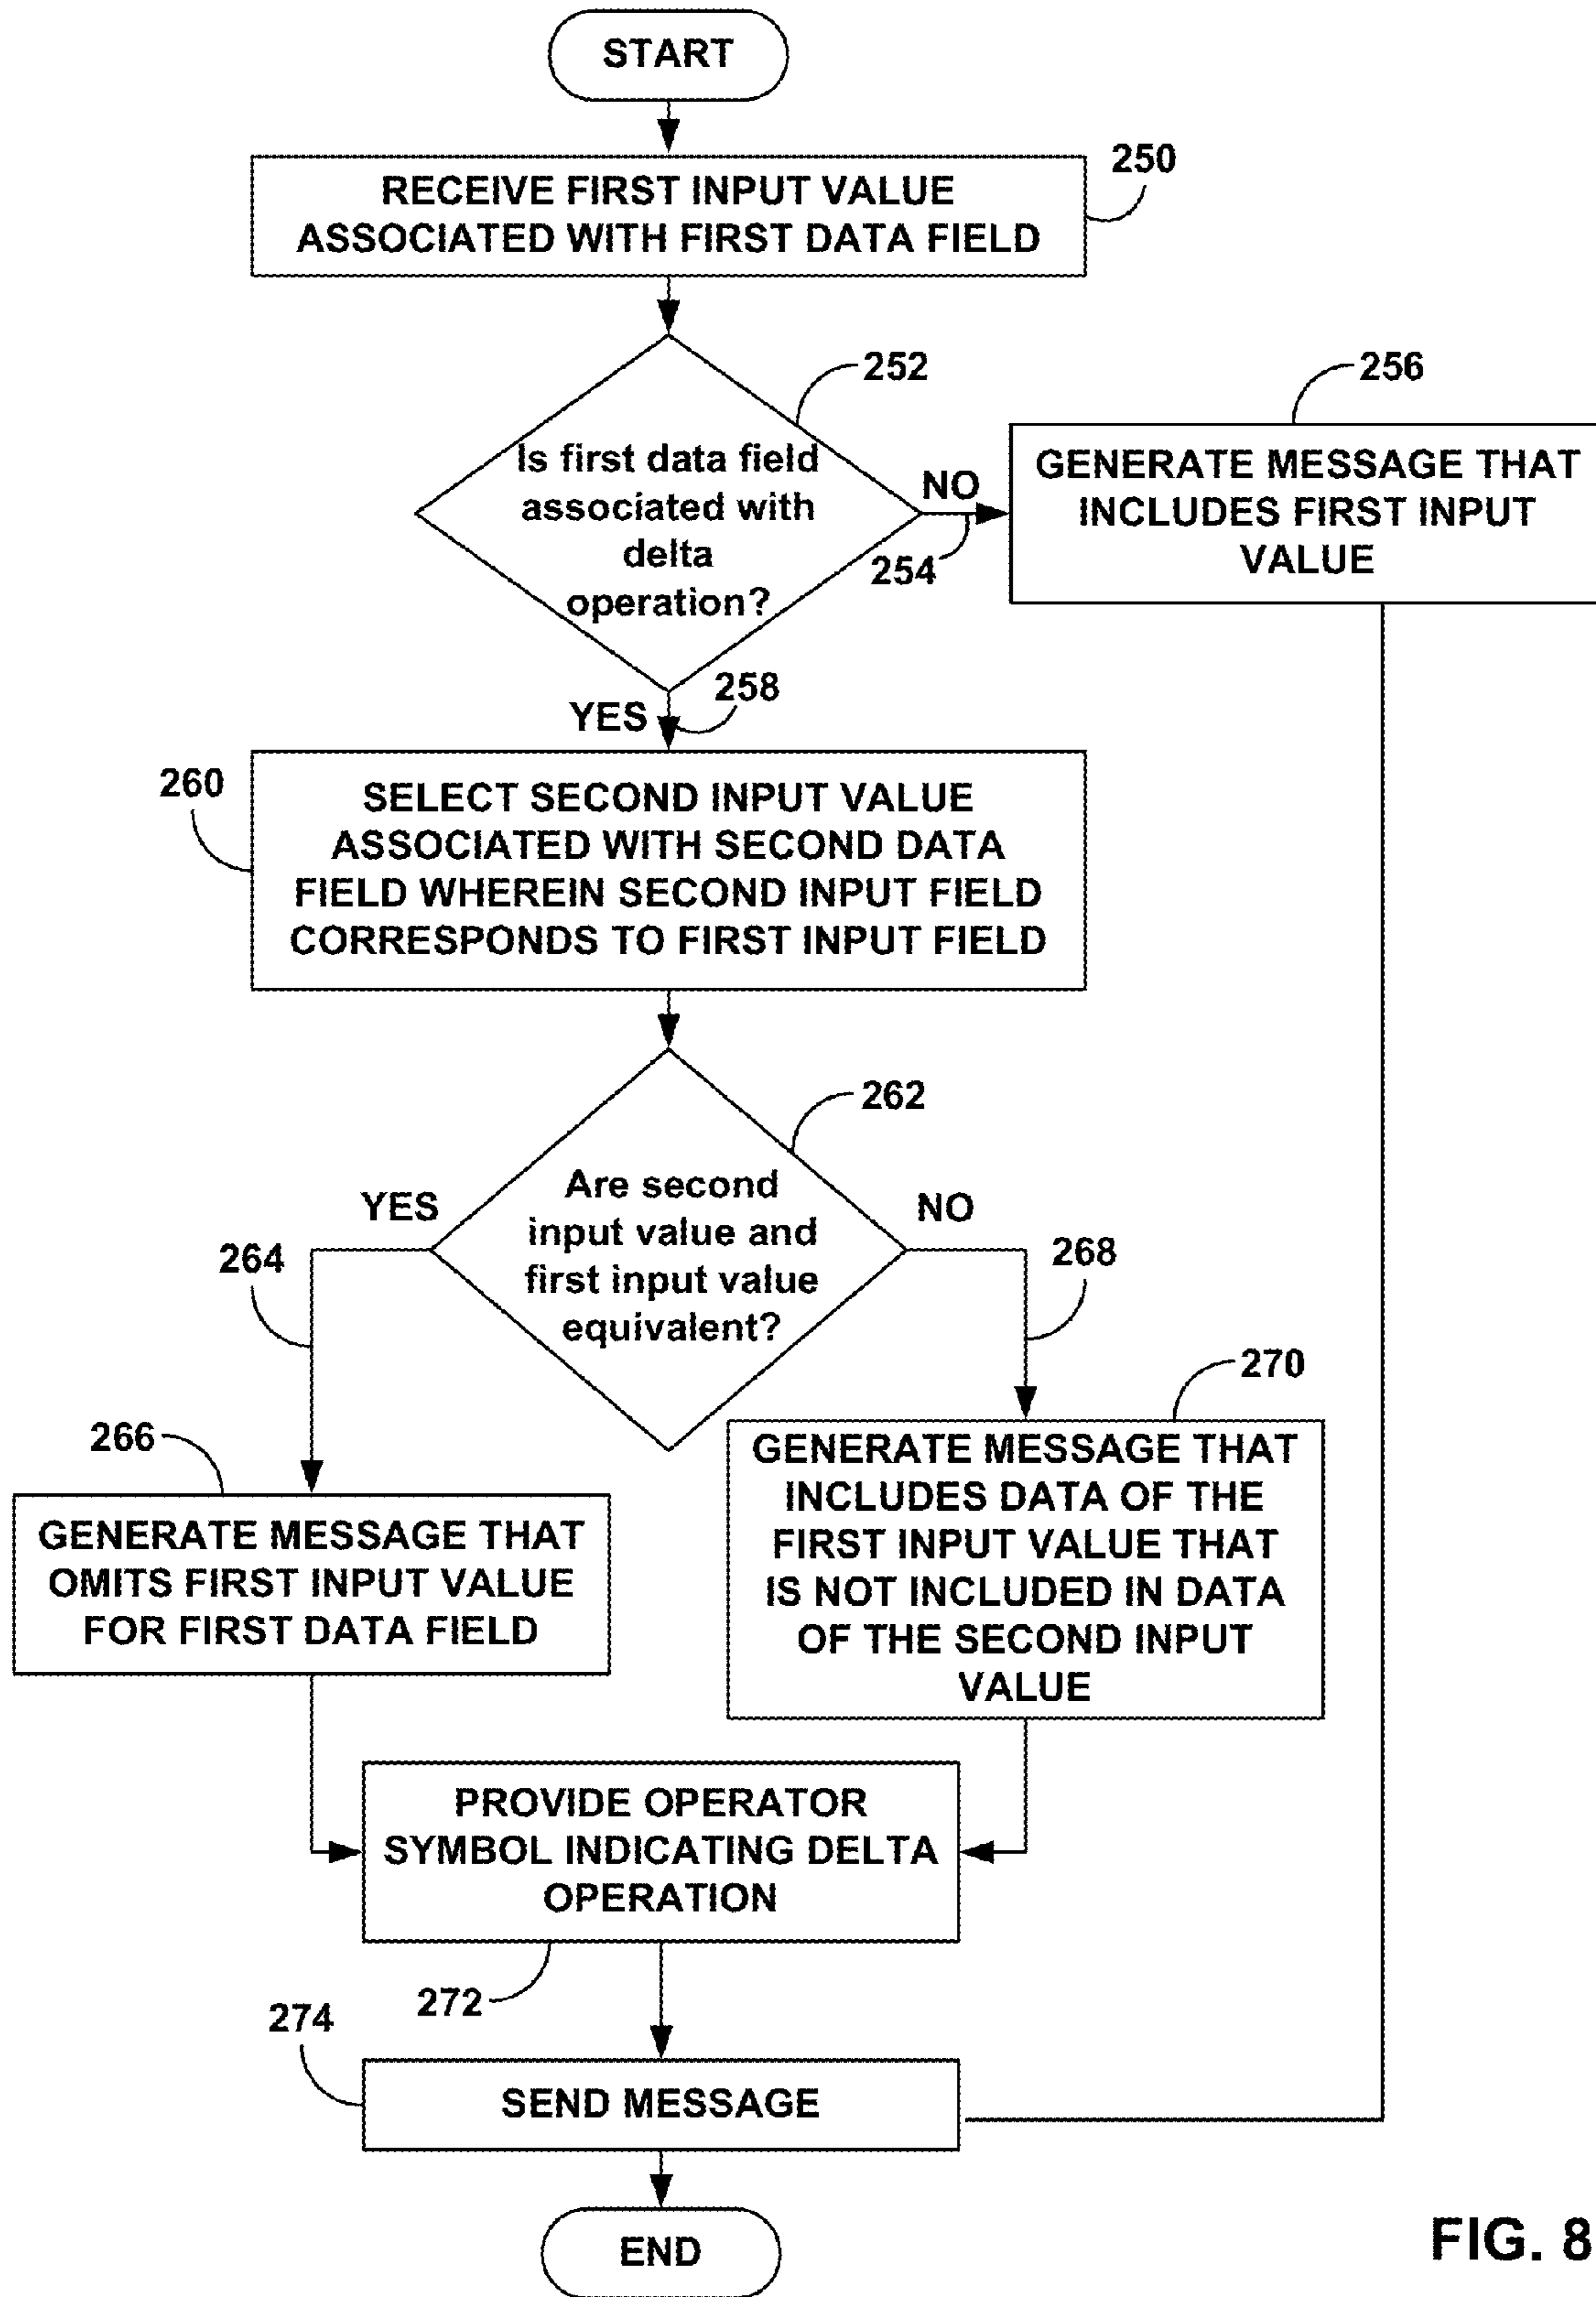 START
RECEIVE FIRST INPUT VALUE
ASSOCIATED WITH FIRST DATA FIELD
250
252
Is first data field
associated with
delta
operation?
NO
254
256
GENERATE MESSAGE THAT
INCLUDES FIRST INPUT
VALUE
YES
258
260
SELECT SECOND INPUT VALUE
ASSOCIATED WITH SECOND DATA
FIELD WHEREIN SECOND INPUT FIELD
CORRESPONDS TO FIRST INPUT FIELD
262
Are second
input value and
first input value
equivalent?
YES
264
NO
268
266
GENERATE MESSAGE THAT
OMITS FIRST INPUT VALUE
FOR FIRST DATA FIELD
270
GENERATE MESSAGE THAT
INCLUDES DATA OF THE
FIRST INPUT VALUE THAT
IS NOT INCLUDED IN DATA
OF THE SECOND INPUT
VALUE
PROVIDE OPERATOR
SYMBOL INDICATING DELTA
OPERATION
272
274
SEND MESSAGE
END
FIG. 8